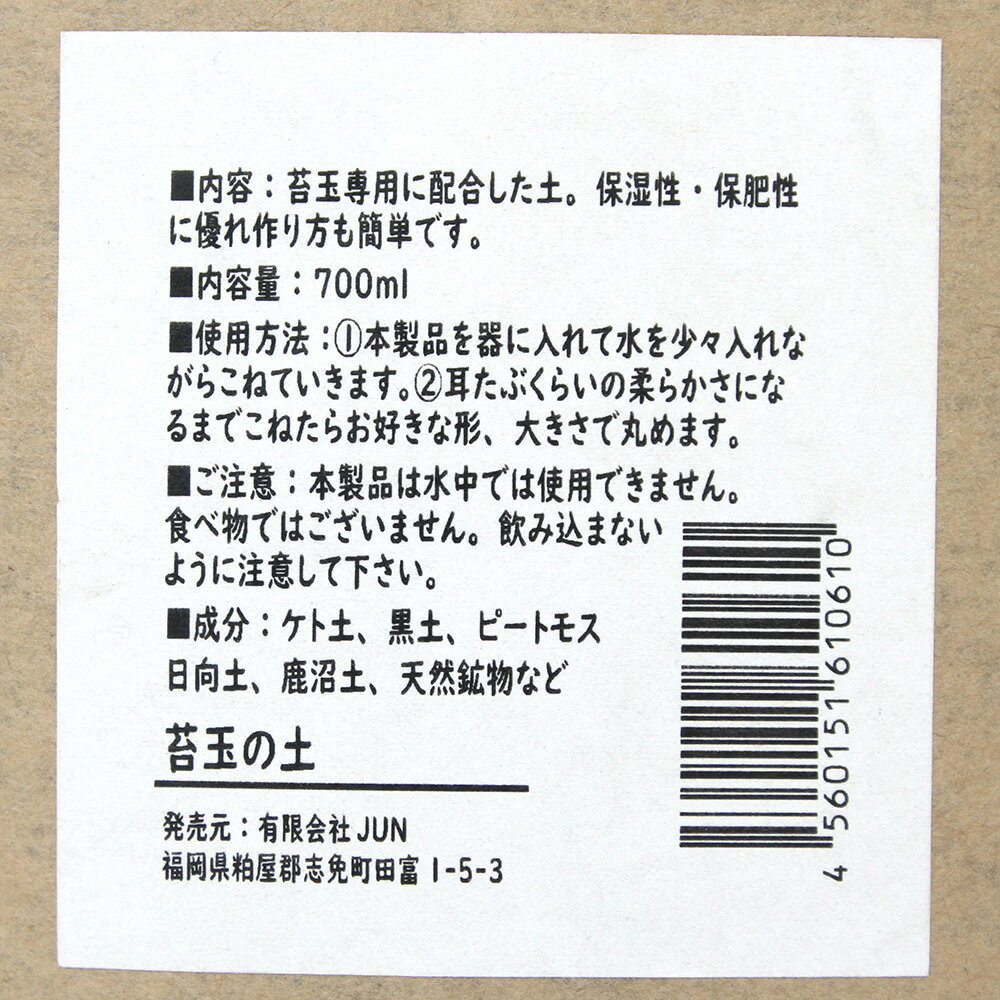 ■内容：苔玉専用に配合した土。保湿性・保肥性
に優れ作り方も簡単です。
■内容量：700ml
■使用方法：①本製品を器に入れて水を少々入れな
がらこねていきます。②耳たぶくらいの柔らかさにな
るまでこねたらお好きな形、大きさで丸めます。
■ご注意：本製品は水中では使用できません。
食べ物ではございません。飲み込まない
ように注意して下さい。
■成分：ケト土、黒土、ピートモス
日向土、鹿沼土、天然鉱物など
苔玉の土
発売元：有限会社JUN
福岡県粕屋郡志免町田富1-5-3
4 560151 610610